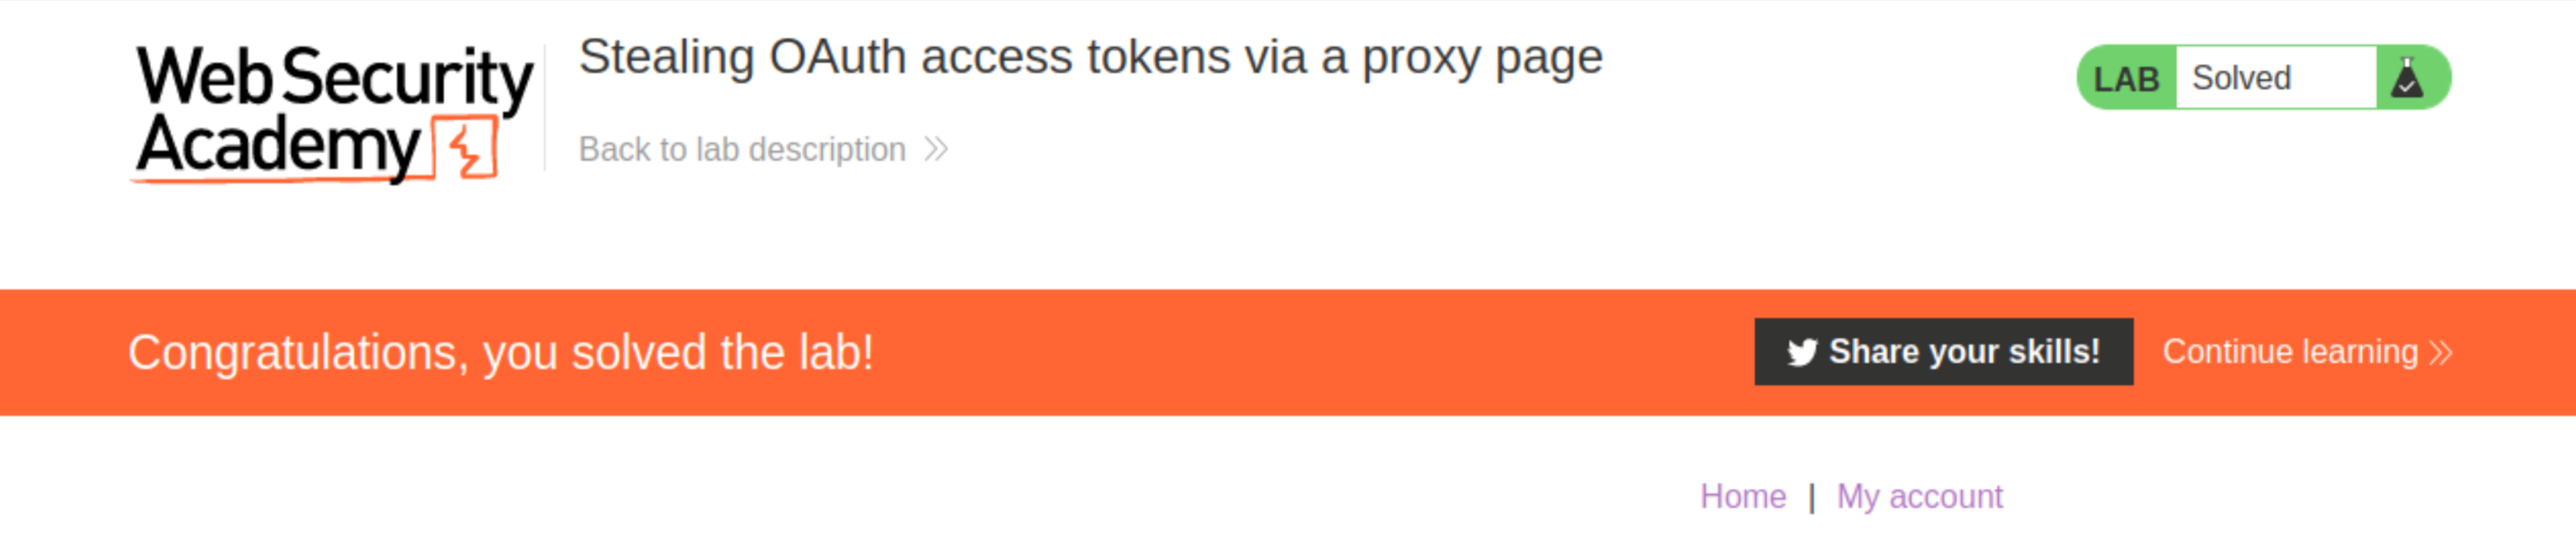 Web Security
Academy
Stealing OAuth access tokens via a proxy page
Back to lab description
LAB Solved
Congratulations, you solved the lab!
Share your skills!
Continue learning
Home | My account